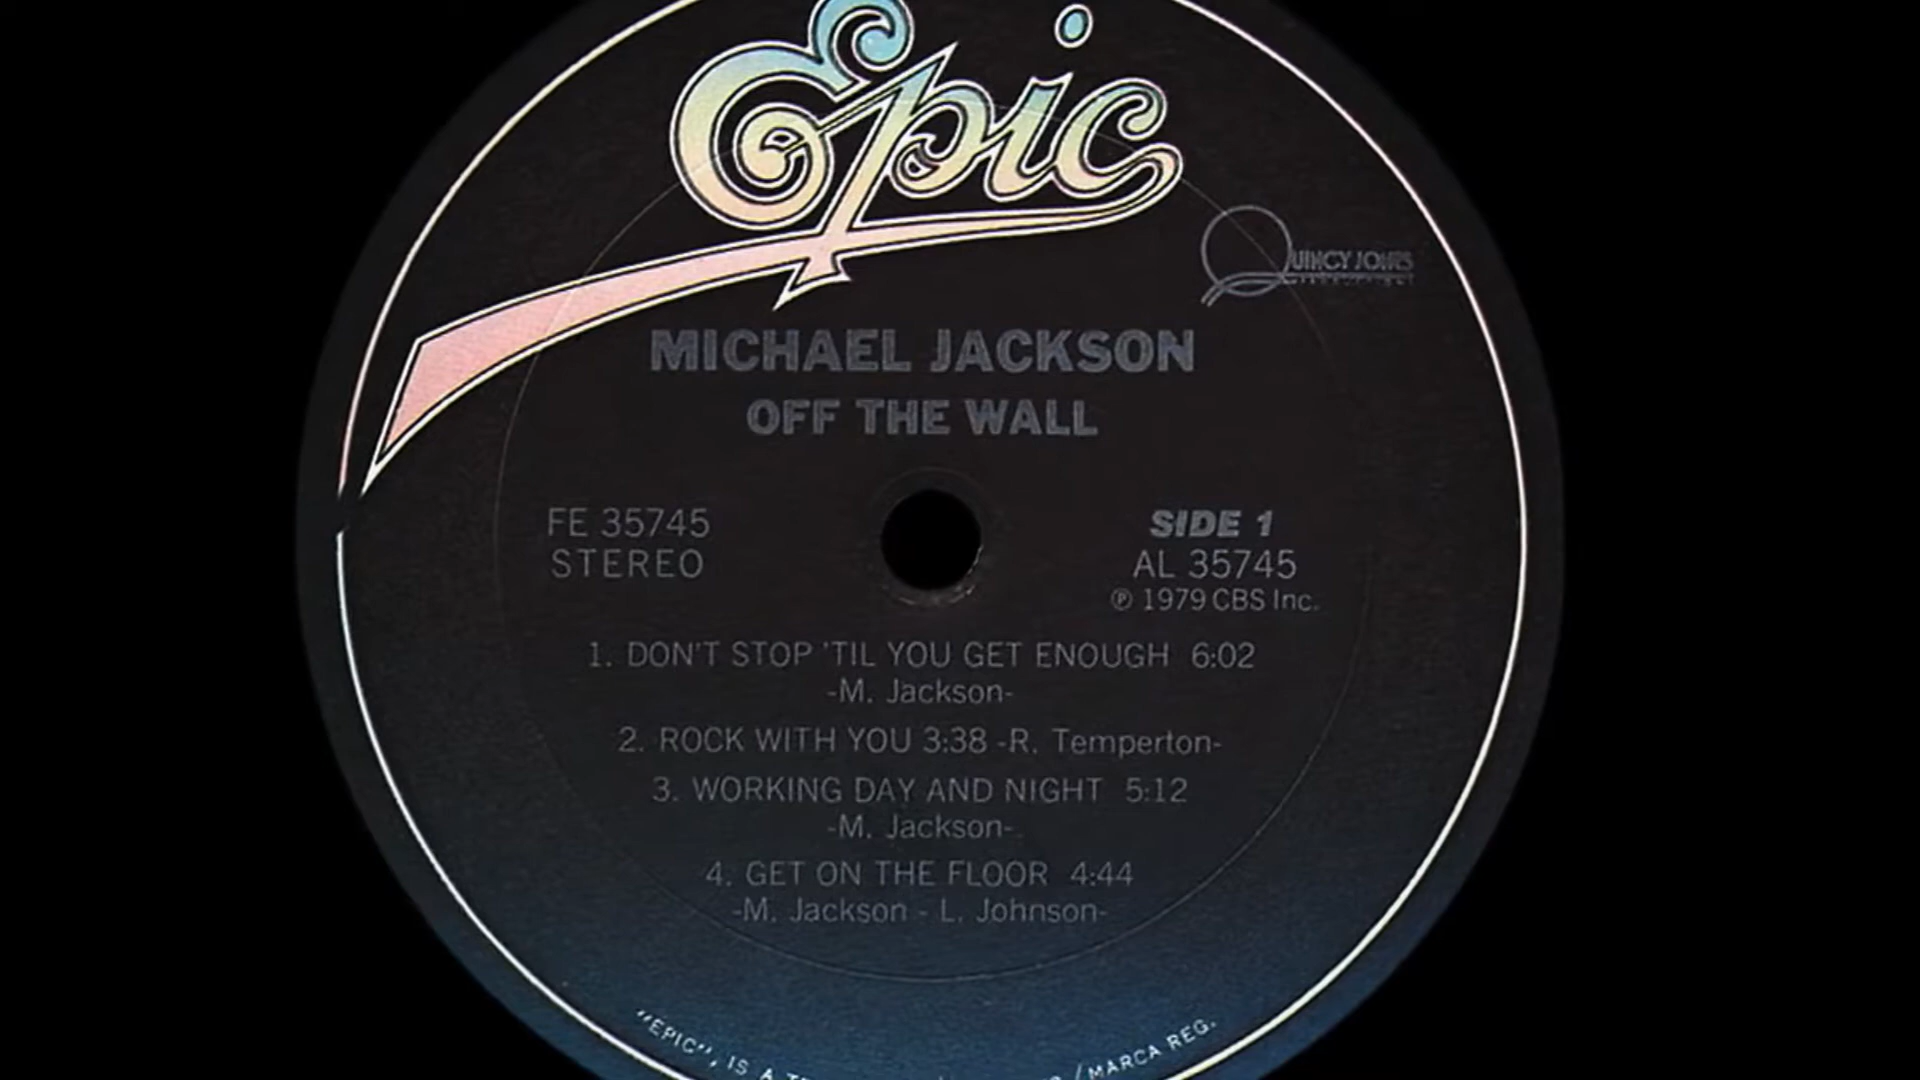 Epic
QUINCY JONES
PRODUCTIONS
MICHAEL JACKSON
OFF THE WALL
FE 35745
STEREO
SIDE 1
AL 35745
℗ 1979 CBS Inc.
1. DON'T STOP 'TIL YOU GET ENOUGH 6:02
-M. Jackson-
2. ROCK WITH YOU 3:38 -R. Temperton-
3. WORKING DAY AND NIGHT 5:12
-M. Jackson-
4. GET ON THE FLOOR 4:44
-M. Jackson - L. Johnson-
"EPIC", IS A /MARCA REG.